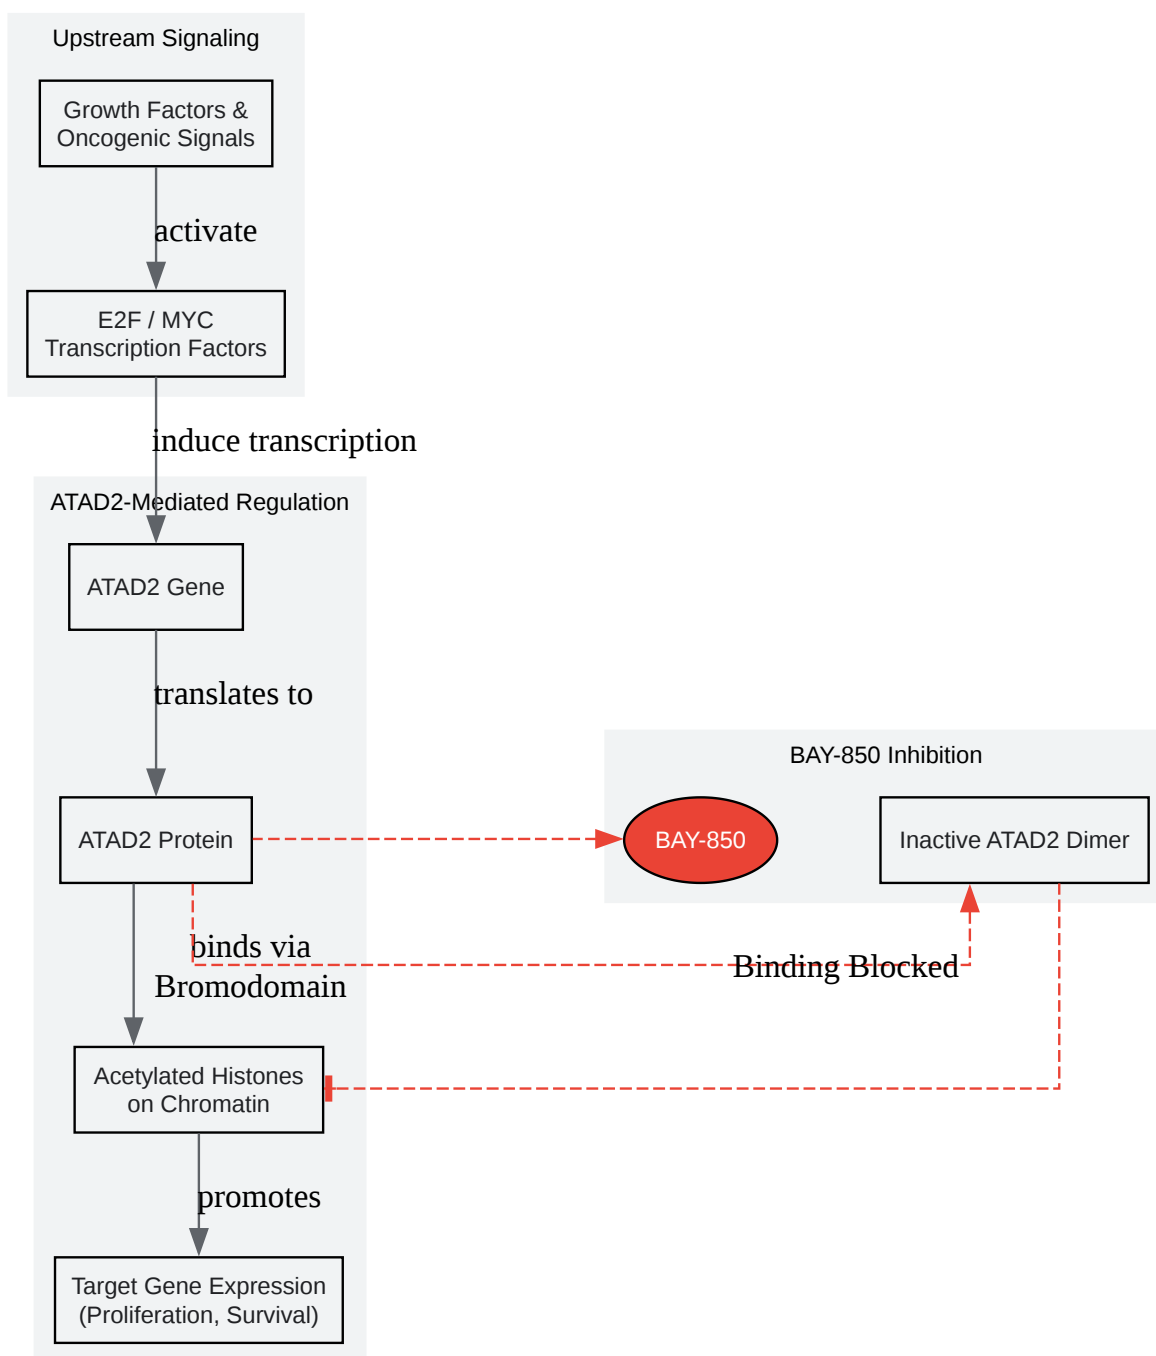 Upstream Signaling
Growth Factors &
Oncogenic Signals
activate
E2F / MYC
Transcription Factors
induce transcription
ATAD2-Mediated Regulation
ATAD2 Gene
translates to
BAY-850 Inhibition
ATAD2 Protein
BAY-850
Inactive ATAD2 Dimer
binds via
Bromodomain
Binding Blocked
Acetylated Histones
on Chromatin
promotes
Target Gene Expression
(Proliferation, Survival)